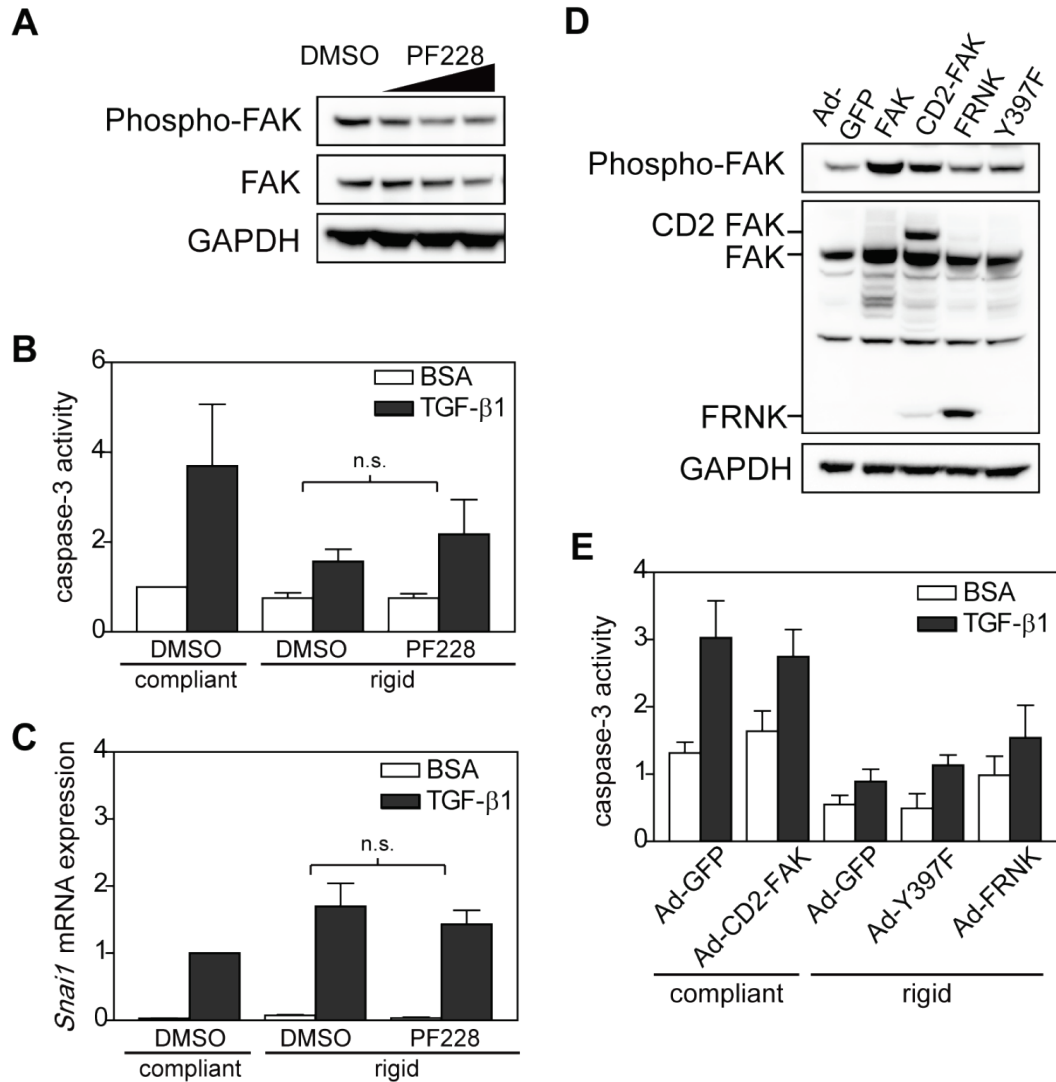 A
DMSO PF228
Phospho-FAK
FAK
GAPDH
B
caspase-3 activity
6
4
2
0
BSA
TGF-β1
n.s.
DMSO DMSO PF228
compliant rigid
C
Snai1 mRNA expression
4
3
2
1
0
BSA
TGF-β1
n.s.
DMSO DMSO PF228
compliant rigid
D
Ad-
GFP FAK CD2-FAK FRNK Y397F
Phospho-FAK
CD2 FAK
FAK
FRNK
GAPDH
E
caspase-3 activity
4
3
2
1
0
BSA
TGF-β1
Ad-GFP Ad-CD2-FAK Ad-GFP Ad-Y397F Ad-FRNK
compliant rigid